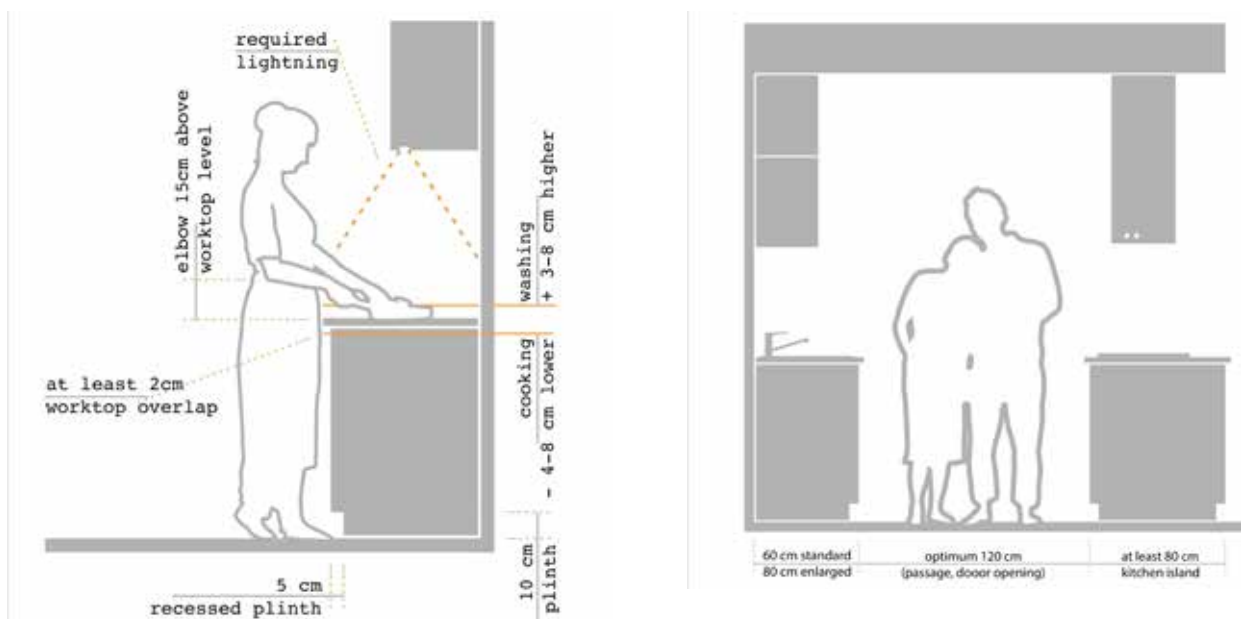 required
lightning
elbow 15cm above
worktop level
washing
+ 3-8 cm higher
cooking
- 4-8 cm lower
at least 2cm
worktop overlap
5 cm
recessed plinth
10 cm
plinth
60 cm standard
80 cm enlarged
optimum 120 cm
(passage, dooor opening)
at least 80 cm
kitchen island